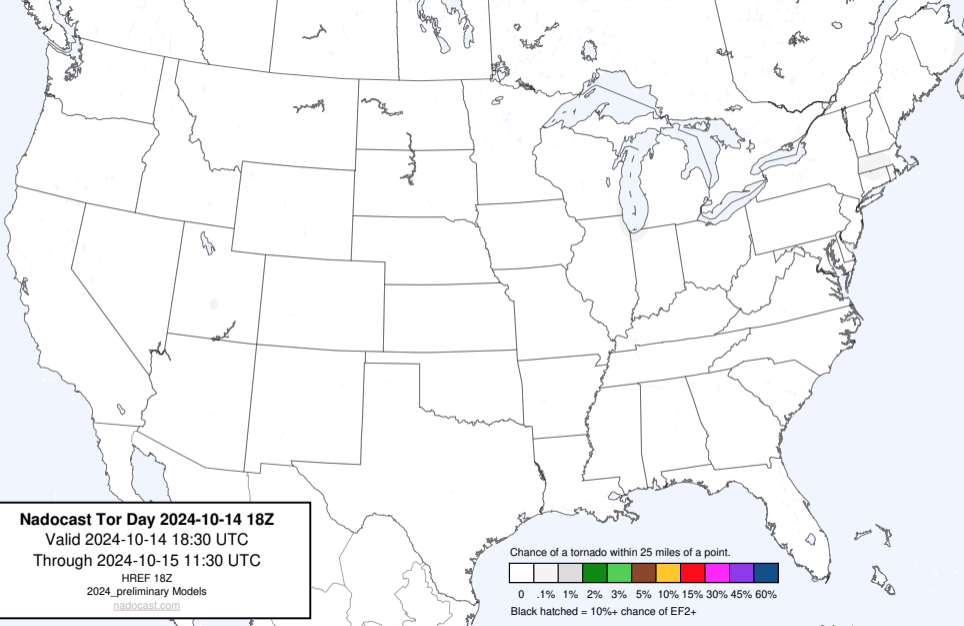 Nadocast Tor Day 2024-10-14 18Z
Valid 2024-10-14 18:30 UTC
Through 2024-10-15 11:30 UTC
HREF 18Z
2024_preliminary Models
nadocast.com
Chance of a tornado within 25 miles of a point.
0 .1% 1% 2% 3% 5% 10% 15% 30% 45% 60%
Black hatched = 10%+ chance of EF2+